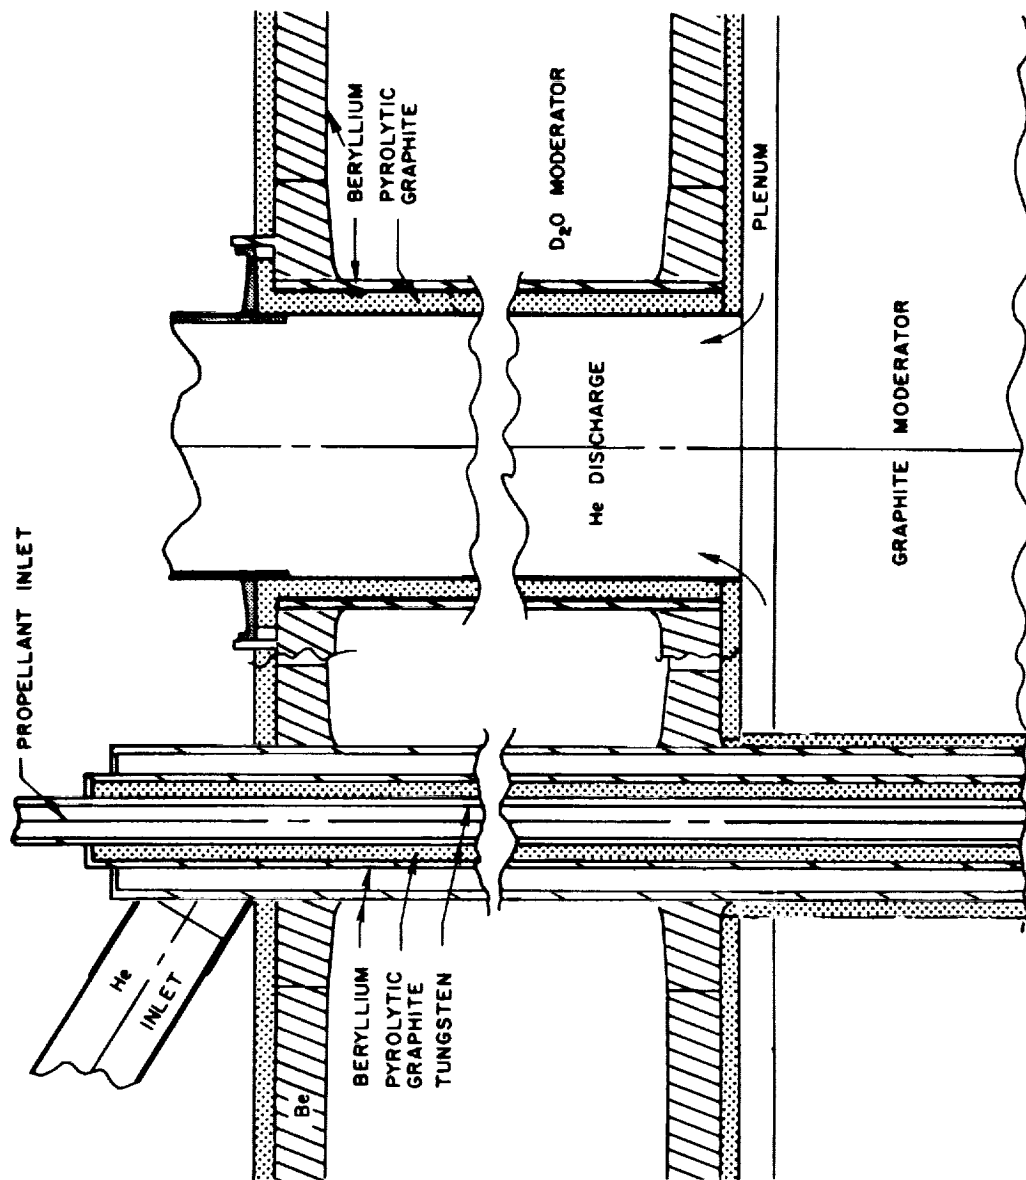 PROPELLANT INLET
He
INLET
Be
BERYLLIUM
PYROLYTIC
GRAPHITE
TUNGSTEN
BERYLLIUM
PYROLYTIC
GRAPHITE
D₂O MODERATOR
He DISCHARGE
PLENUM
GRAPHITE MODERATOR